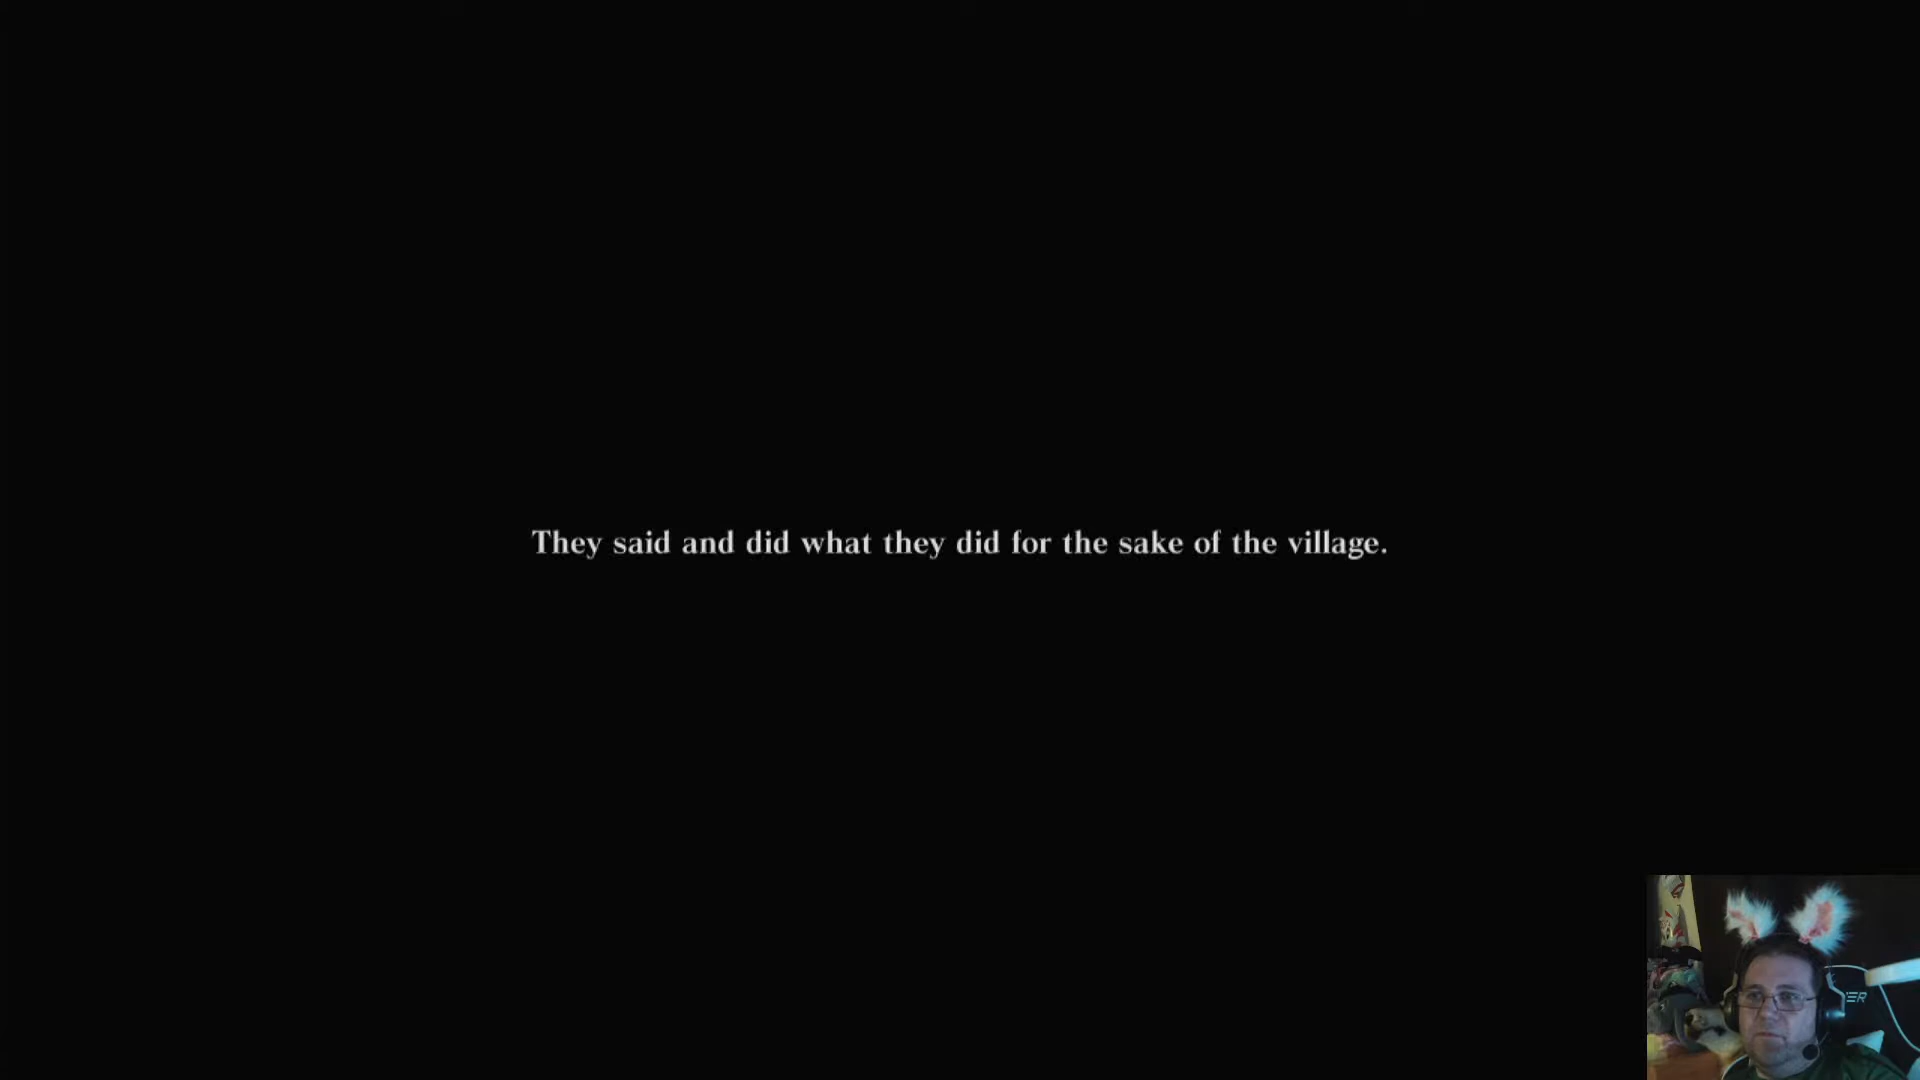 They said and did what they did for the sake of the village.